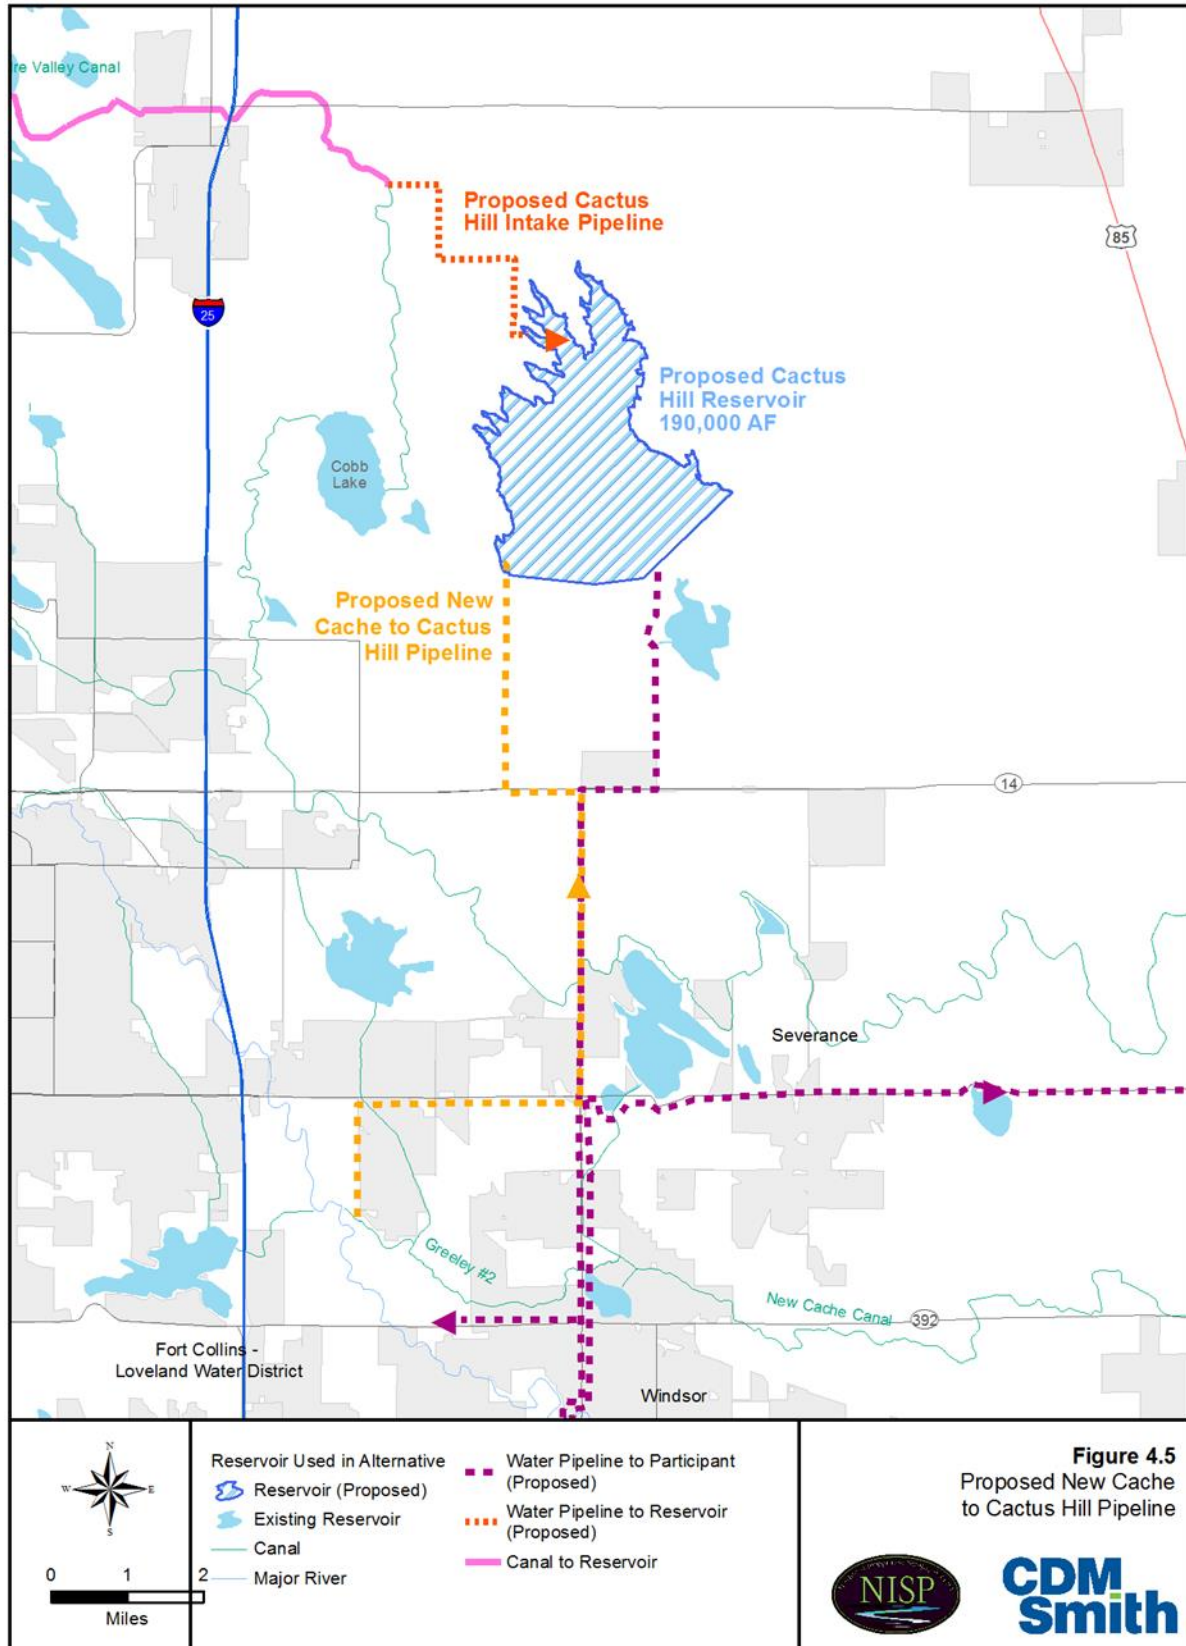 re Valley Canal
Proposed Cactus
Hill Intake Pipeline
85
25
Proposed Cactus
Hill Reservoir
190,000 AF
Cobb
Lake
Proposed New
Cache to Cactus
Hill Pipeline
14
Severance
Greeley #2
New Cache Canal
392
Fort Collins -
Loveland Water District
Windsor
N
W
E
S
0 1 2
Miles
Reservoir Used in Alternative
Reservoir (Proposed)
Existing Reservoir
Canal
Major River
Water Pipeline to Participant
(Proposed)
Water Pipeline to Reservoir
(Proposed)
Canal to Reservoir
Figure 4.5
Proposed New Cache
to Cactus Hill Pipeline
NISP
CDM
Smith